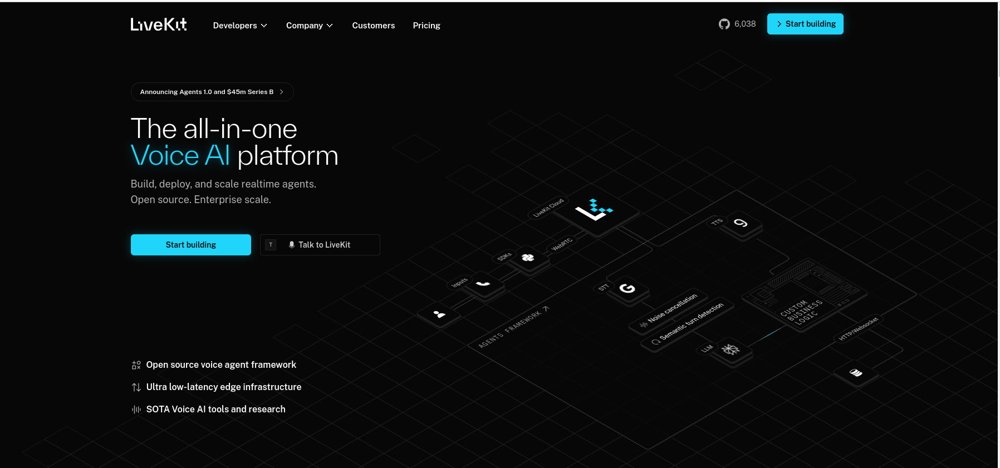 LiveKit
Developers
Company
Customers
Pricing
6,038
Start building
Announcing Agents 1.0 and $45m Series B
The all-in-one
Voice AI platform
Build, deploy, and scale realtime agents.
Open source. Enterprise scale.
Start building
T
Talk to LiveKit
Open source voice agent framework
Ultra low-latency edge infrastructure
SOTA Voice AI tools and research
LiveKit Cloud
WebRTC
SDKs
Inputs
TTS
STT
G
Noise cancellation
Semantic turn detection
AGENTS FRAMEWORK
CUSTOM
BUSINESS
LOGIC
LLM
HTTP/Websocket